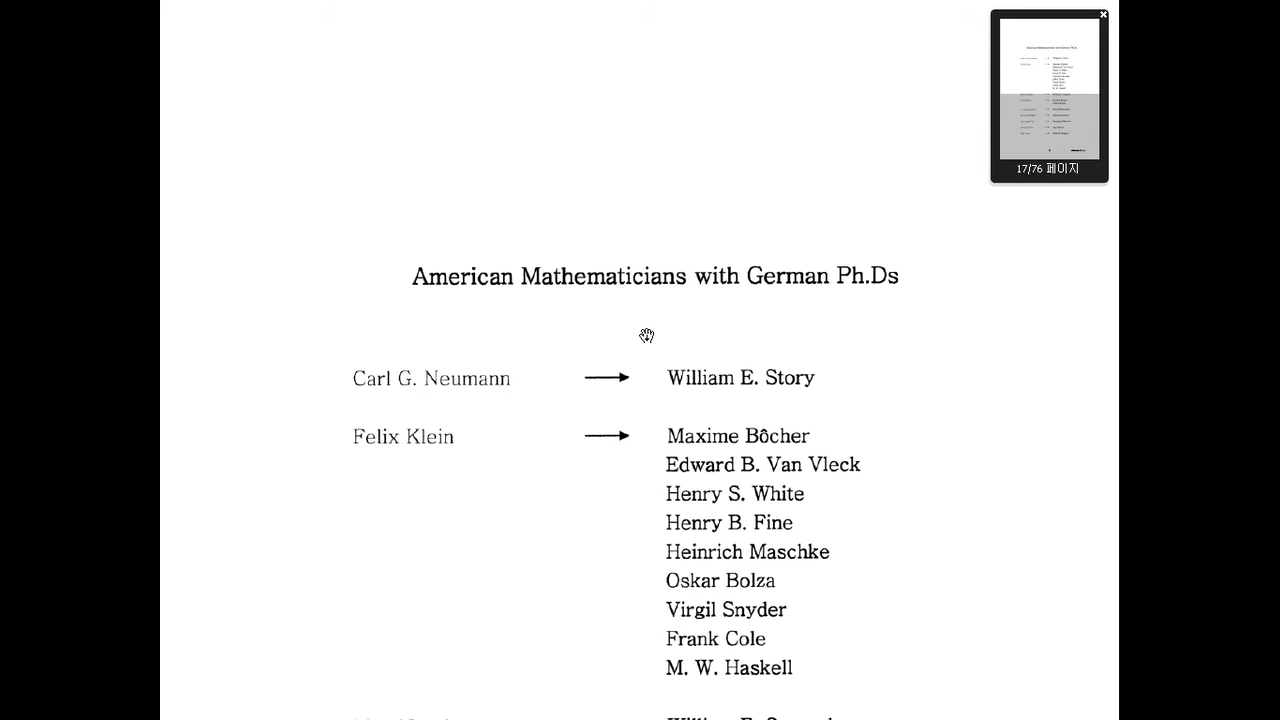 17/76 페이지
American Mathematicians with German Ph.Ds
Carl G. Neumann → William E. Story
Felix Klein → Maxime Bôcher
Edward B. Van Vleck
Henry S. White
Henry B. Fine
Heinrich Maschke
Oskar Bolza
Virgil Snyder
Frank Cole
M. W. Haskell